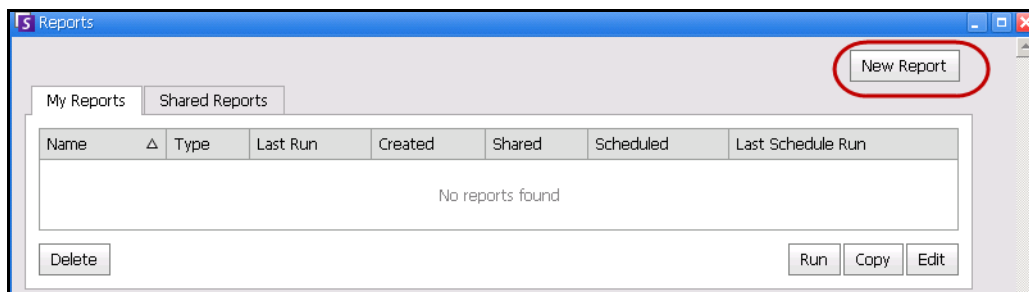 Reports
New Report
My Reports Shared Reports
Name Type Last Run Created Shared Scheduled Last Schedule Run
No reports found
Delete Run Copy Edit